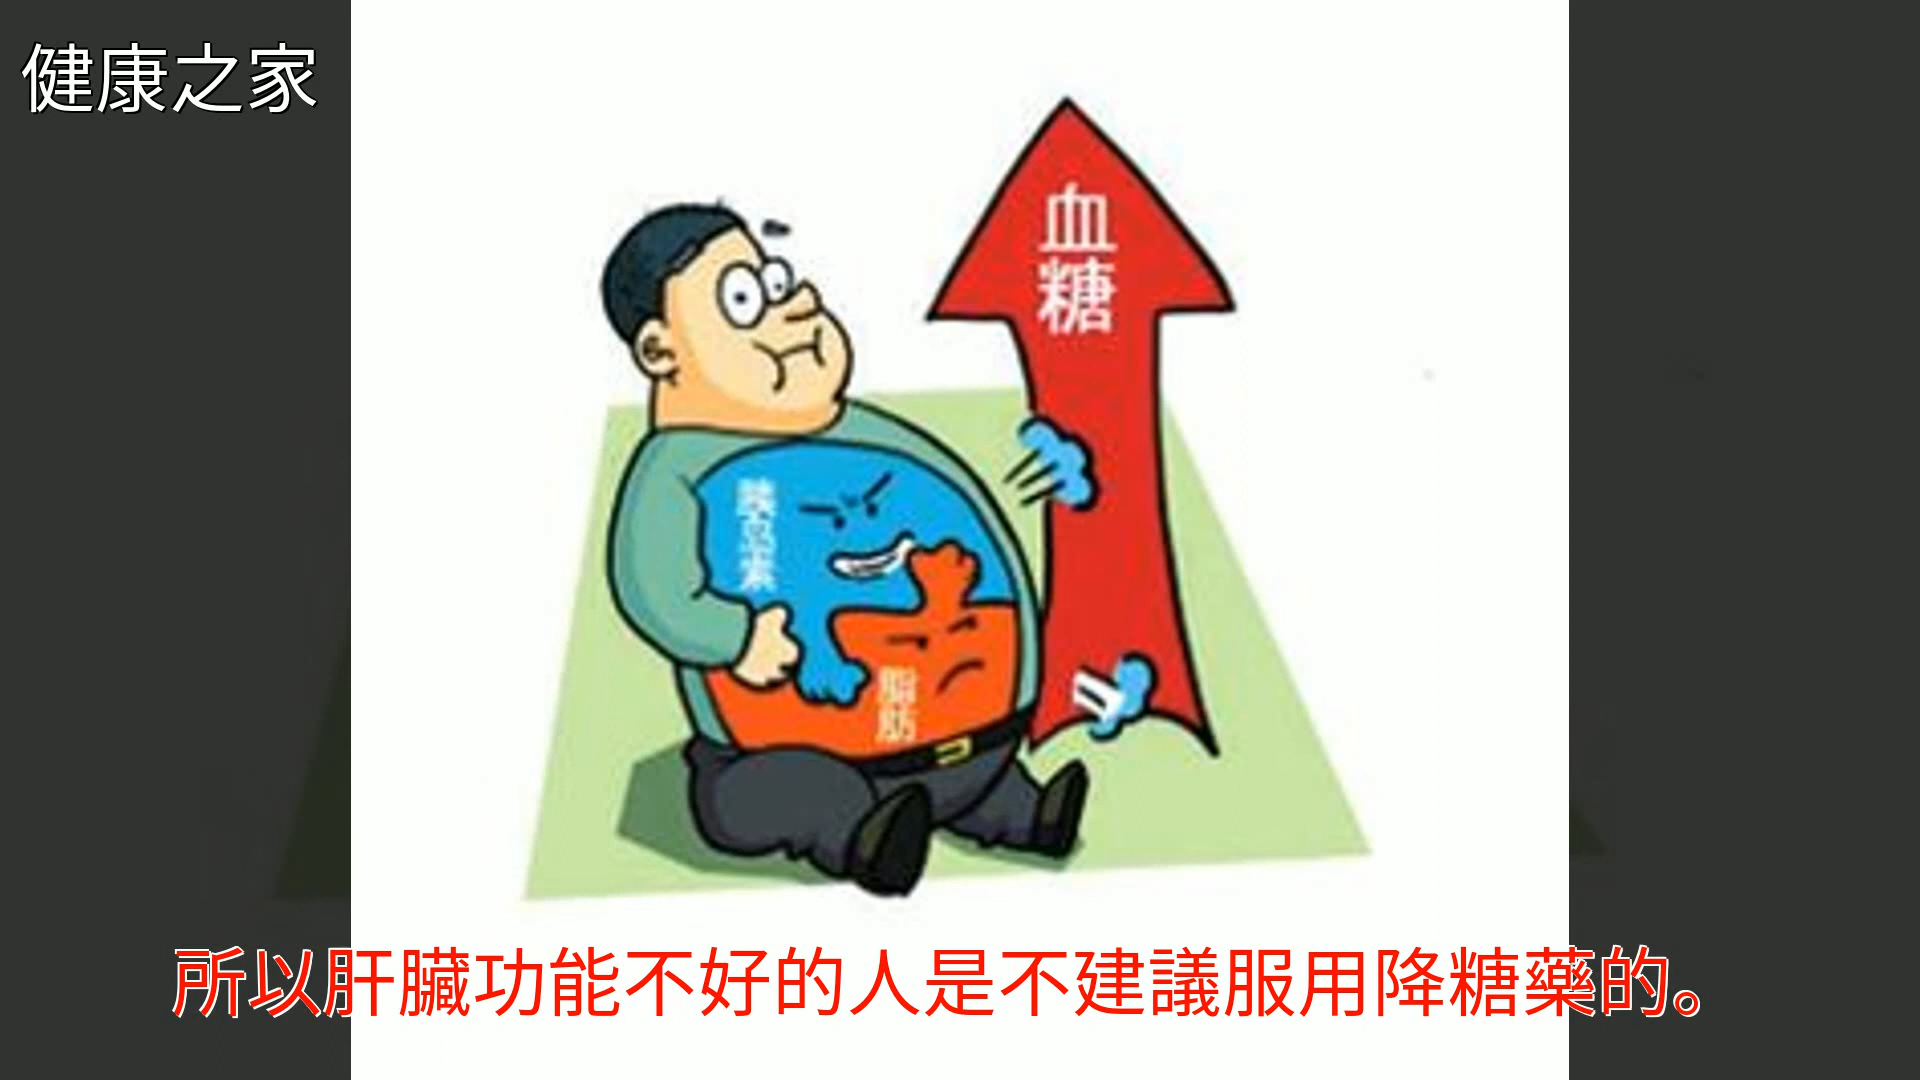 健康之家
血
糖
胰
岛
素
脂
肪
所以肝臟功能不好的人是不建議服用降糖藥的。